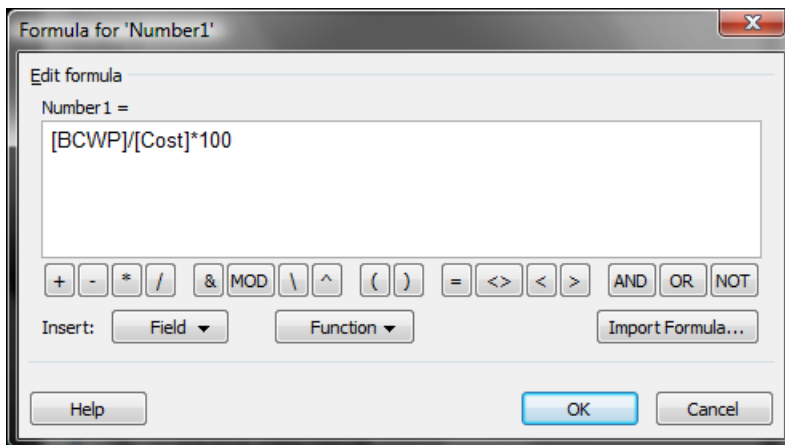 Formula for 'Number1'
X
Edit formula
Number1 =
[BCWP]/[Cost]*100
+ - * / & MOD \ ^ ( ) = <> < > AND OR NOT
Insert: Field Function Import Formula...
Help OK Cancel